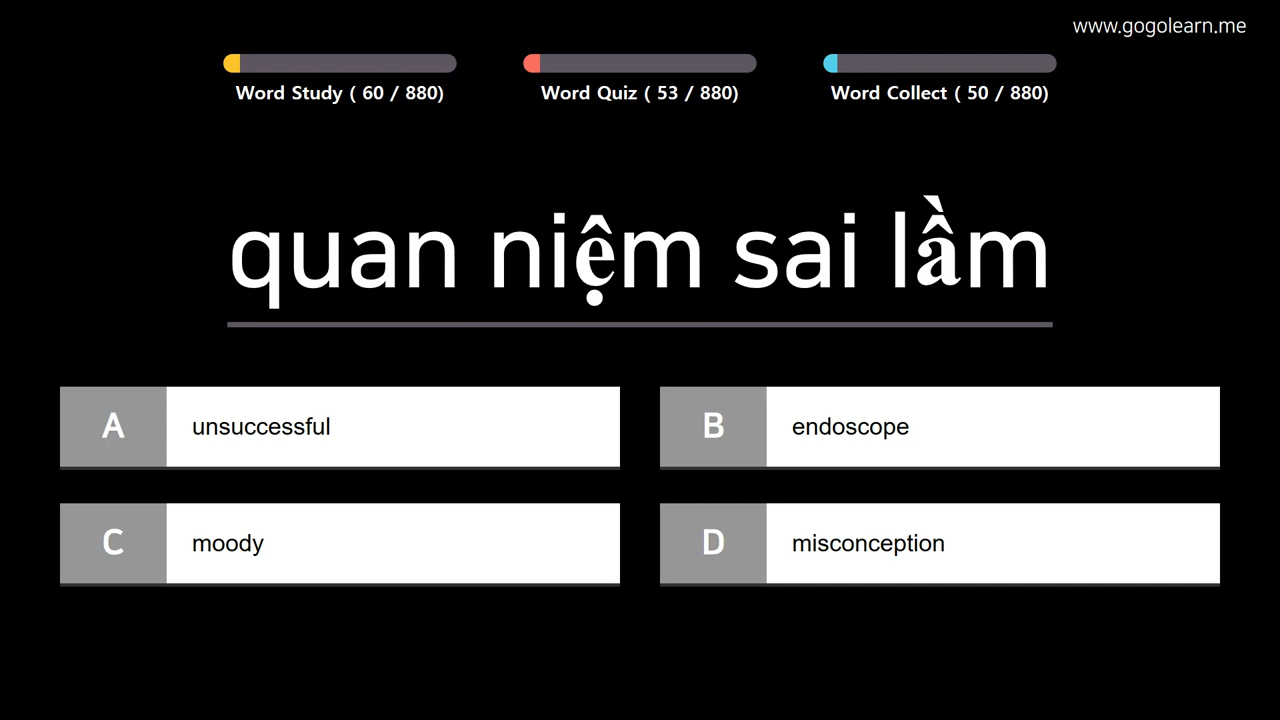 www.gogolearn.me
Word Study ( 60 / 880)
Word Quiz ( 53 / 880)
Word Collect ( 50 / 880)
quan niệm sai lầm
A unsuccessful
B endoscope
C moody
D misconception